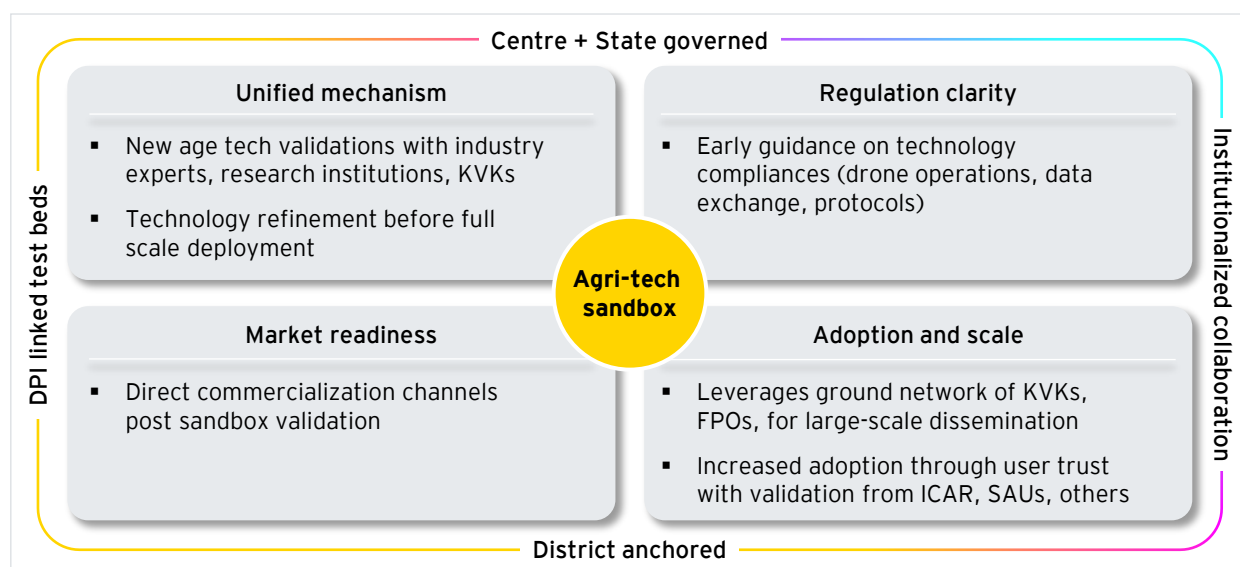 Centre + State governed
Unified mechanism
▪ New age tech validations with industry
experts, research institutions, KVKs
▪ Technology refinement before full
scale deployment
Regulation clarity
▪ Early guidance on technology
compliances (drone operations, data
exchange, protocols)
Agri-tech
sandbox
Market readiness
▪ Direct commercialization channels
post sandbox validation
Adoption and scale
▪ Leverages ground network of KVKs,
FPOs, for large-scale dissemination
▪ Increased adoption through user trust
with validation from ICAR, SAUs, others
DPI linked test beds
Institutionalized collaboration
District anchored